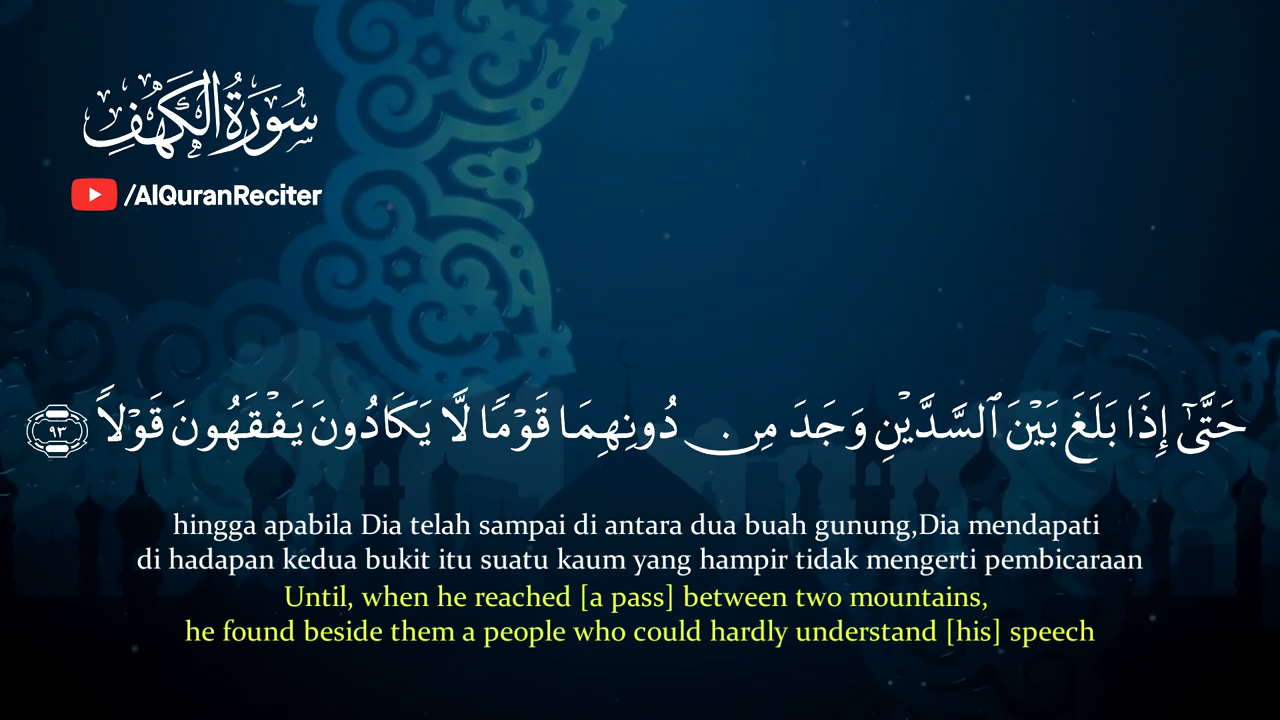 سُورَةُ الكَهْفِ
/AlQuranReciter
حَتَّىٰٓ إِذَا بَلَغَ بَيْنَ ٱلسَّدَّيْنِ وَجَدَ مِن دُونِهِمَا قَوْمًا لَّا يَكَادُونَ يَفْقَهُونَ قَوْلًا ٩٣
hingga apabila Dia telah sampai di antara dua buah gunung,Dia mendapati
di hadapan kedua bukit itu suatu kaum yang hampir tidak mengerti pembicaraan
Until, when he reached [a pass] between two mountains,
he found beside them a people who could hardly understand [his] speech